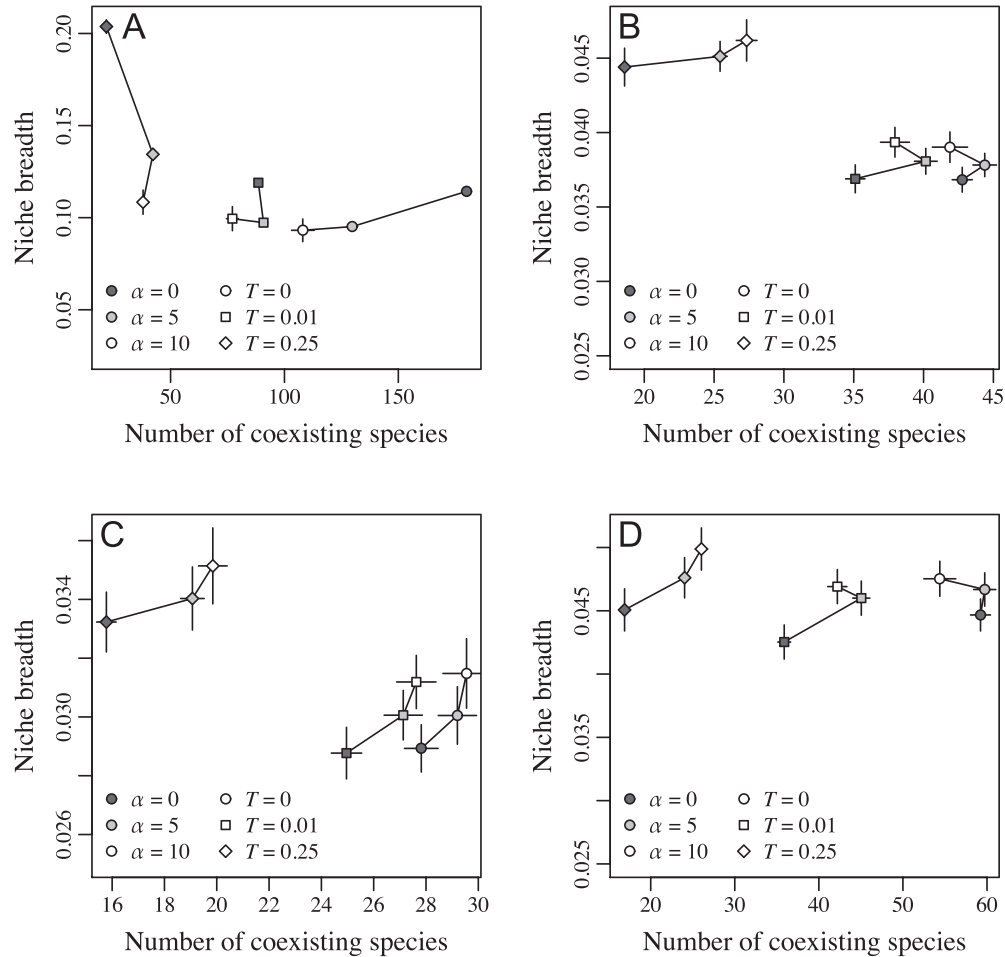 A
Niche breadth
0.05 0.10 0.15 0.20
α = 0 T = 0
α = 5 T = 0.01
α = 10 T = 0.25
50 100 150
Number of coexisting species
B
Niche breadth
0.025 0.030 0.035 0.040 0.045
α = 0 T = 0
α = 5 T = 0.01
α = 10 T = 0.25
20 25 30 35 40 45
Number of coexisting species
C
Niche breadth
0.026 0.030 0.034
α = 0 T = 0
α = 5 T = 0.01
α = 10 T = 0.25
16 18 20 22 24 26 28 30
Number of coexisting species
D
Niche breadth
0.025 0.035 0.045
α = 0 T = 0
α = 5 T = 0.01
α = 10 T = 0.25
20 30 40 50 60
Number of coexisting species